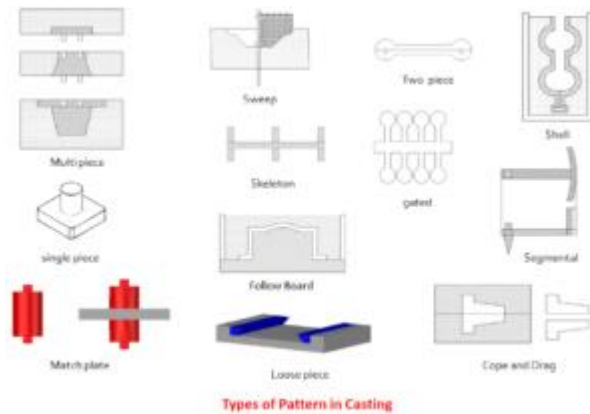 Multi piece
Sweep
Two piece
Shell
Skeleton
gated
single piece
Follow Board
Segmental
Match plate
Loose piece
Cope and Drag
Types of Pattern in Casting